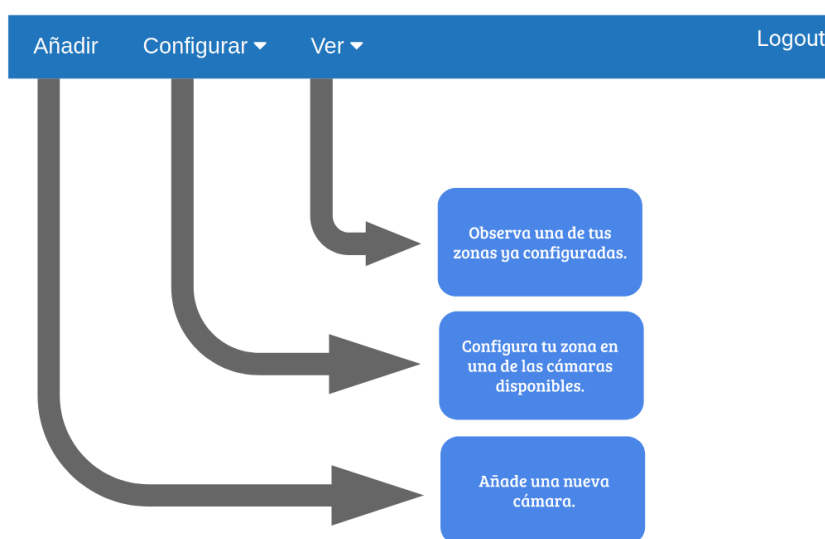 Añadir Configurar Ver Logout
Observa una de tus
zonas ya configuradas.
Configura tu zona en
una de las cámaras
disponibles.
Añade una nueva
cámara.